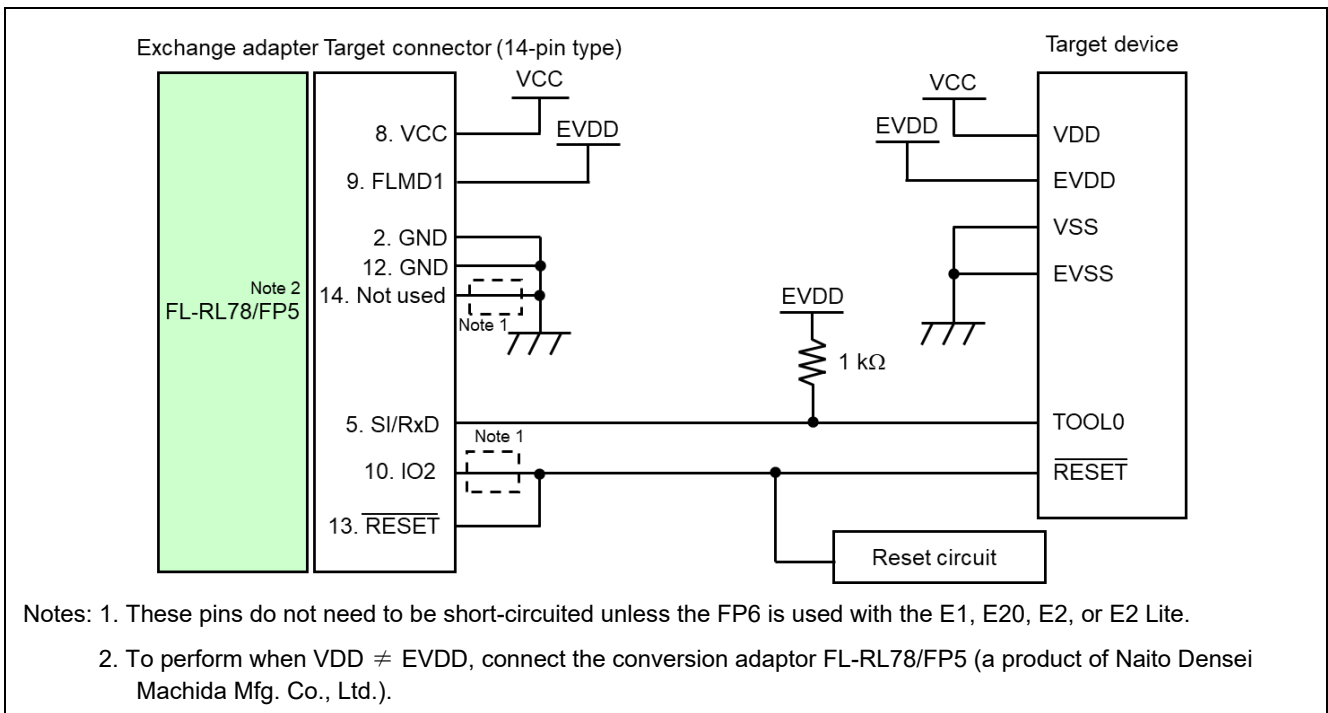 Exchange adapter Target connector (14-pin type)
Target device
VCC
VCC
8. VCC
EVDD
EVDD
VDD
9. FLMD1
EVDD
2. GND
VSS
12. GND
EVSS
Note 2
14. Not used
EVDD
FL-RL78/FP5
Note 1
1 kΩ
5. SI/RxD
TOOL0
Note 1
10. IO2
RESET
13. RESET
Reset circuit
Notes: 1. These pins do not need to be short-circuited unless the FP6 is used with the E1, E20, E2, or E2 Lite.
2. To perform when VDD ≠ EVDD, connect the conversion adaptor FL-RL78/FP5 (a product of Naito Densei
Machida Mfg. Co., Ltd.).